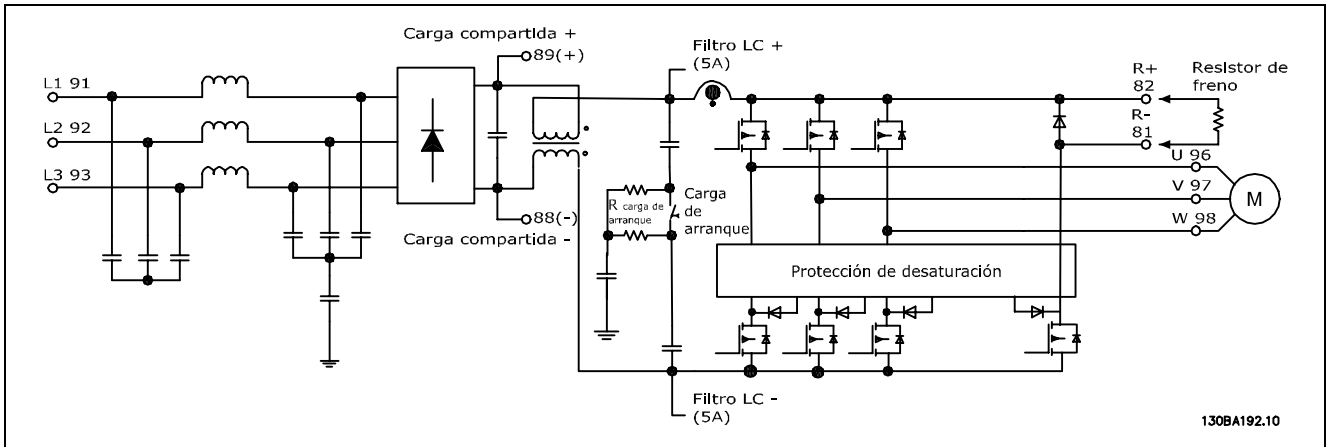 Carga compartida +
89(+)
L1 91
L2 92
L3 93
88(-)
Carga compartida -
Filtro LC +
(5A)
R carga de
arranque
Carga
de
arranque
Filtro LC -
(5A)
Protección de desaturación
R+
82
R-
81
Resistor de
freno
U 96
V 97
W 98
M
130BA192.10